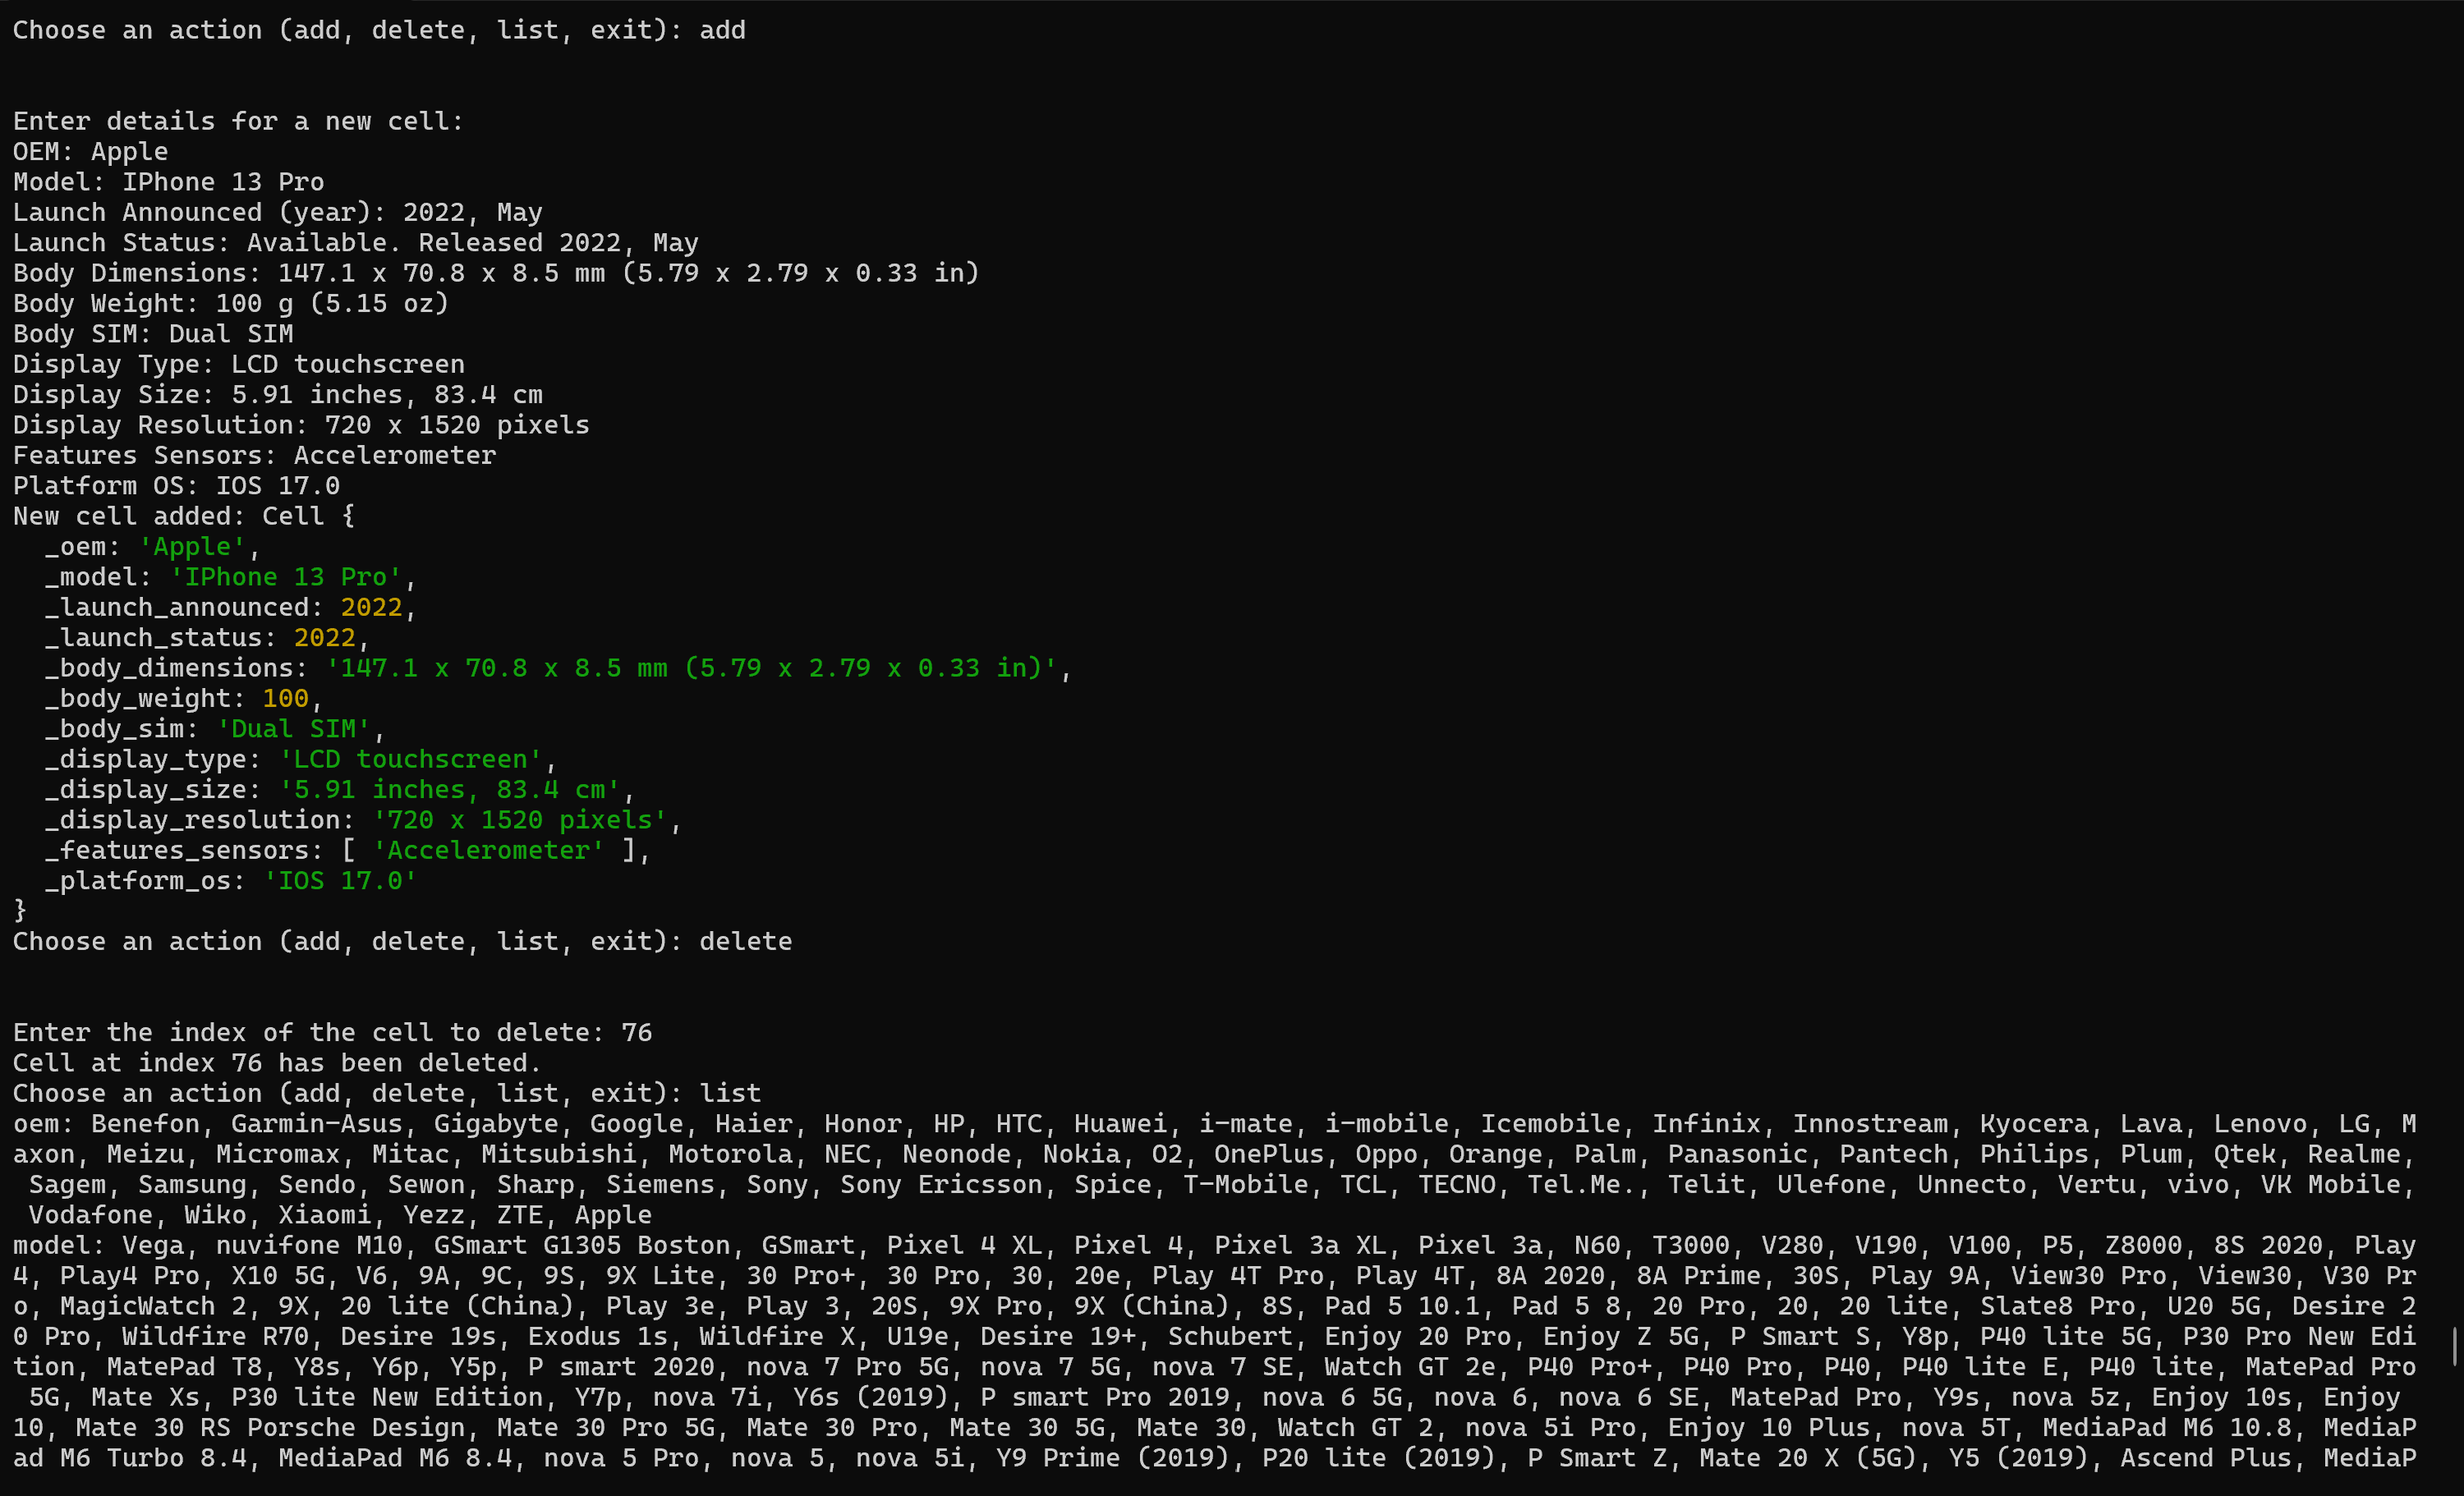 Choose an action (add, delete, list, exit): add
Enter details for a new cell:
OEM: Apple
Model: IPhone 13 Pro
Launch Announced (year): 2022, May
Launch Status: Available. Released 2022, May
Body Dimensions: 147.1 x 70.8 x 8.5 mm (5.79 x 2.79 x 0.33 in)
Body Weight: 100 g (5.15 oz)
Body SIM: Dual SIM
Display Type: LCD touchscreen
Display Size: 5.91 inches, 83.4 cm
Display Resolution: 720 x 1520 pixels
Features Sensors: Accelerometer
Platform OS: IOS 17.0
New cell added: Cell {
  _oem: 'Apple',
  _model: 'IPhone 13 Pro',
  _launch_announced: 2022,
  _launch_status: 2022,
  _body_dimensions: '147.1 x 70.8 x 8.5 mm (5.79 x 2.79 x 0.33 in)',
  _body_weight: 100,
  _body_sim: 'Dual SIM',
  _display_type: 'LCD touchscreen',
  _display_size: '5.91 inches, 83.4 cm',
  _display_resolution: '720 x 1520 pixels',
  _features_sensors: [ 'Accelerometer' ],
  _platform_os: 'IOS 17.0'
}
Choose an action (add, delete, list, exit): delete
Enter the index of the cell to delete: 76
Cell at index 76 has been deleted.
Choose an action (add, delete, list, exit): list
oem: Benefon, Garmin-Asus, Gigabyte, Google, Haier, Honor, HP, HTC, Huawei, i-mate, i-mobile, Icemobile, Infinix, Innostream, Kyocera, Lava, Lenovo, LG, M
axon, Meizu, Micromax, Mitac, Mitsubishi, Motorola, NEC, Neonode, Nokia, O2, OnePlus, Oppo, Orange, Palm, Panasonic, Pantech, Philips, Plum, Qtek, Realme,
 Sagem, Samsung, Sendo, Sewon, Sharp, Siemens, Sony, Sony Ericsson, Spice, T-Mobile, TCL, TECNO, Tel.Me., Telit, Ulefone, Unnecto, Vertu, vivo, VK Mobile,
 Vodafone, Wiko, Xiaomi, Yezz, ZTE, Apple
model: Vega, nuvifone M10, GSmart G1305 Boston, GSmart, Pixel 4 XL, Pixel 4, Pixel 3a XL, Pixel 3a, N60, T3000, V280, V190, V100, P5, Z8000, 8S 2020, Play
4, Play4 Pro, X10 5G, V6, 9A, 9C, 9S, 9X Lite, 30 Pro+, 30 Pro, 30, 20e, Play 4T Pro, Play 4T, 8A 2020, 8A Prime, 30S, Play 9A, View30 Pro, View30, V30 Pr
o, MagicWatch 2, 9X, 20 lite (China), Play 3e, Play 3, 20S, 9X Pro, 9X (China), 8S, Pad 5 10.1, Pad 5 8, 20 Pro, 20, 20 lite, Slate8 Pro, U20 5G, Desire 2
0 Pro, Wildfire R70, Desire 19s, Exodus 1s, Wildfire X, U19e, Desire 19+, Schubert, Enjoy 20 Pro, Enjoy Z 5G, P Smart S, Y8p, P40 lite 5G, P30 Pro New Edi
tion, MatePad T8, Y8s, Y6p, Y5p, P smart 2020, nova 7 Pro 5G, nova 7 5G, nova 7 SE, Watch GT 2e, P40 Pro+, P40 Pro, P40, P40 lite E, P40 lite, MatePad Pro
 5G, Mate Xs, P30 lite New Edition, Y7p, nova 7i, Y6s (2019), P smart Pro 2019, nova 6 5G, nova 6, nova 6 SE, MatePad Pro, Y9s, nova 5z, Enjoy 10s, Enjoy
10, Mate 30 RS Porsche Design, Mate 30 Pro 5G, Mate 30 Pro, Mate 30 5G, Mate 30, Watch GT 2, nova 5i Pro, Enjoy 10 Plus, nova 5T, MediaPad M6 10.8, MediaP
ad M6 Turbo 8.4, MediaPad M6 8.4, nova 5 Pro, nova 5, nova 5i, Y9 Prime (2019), P20 lite (2019), P Smart Z, Mate 20 X (5G), Y5 (2019), Ascend Plus, MediaP